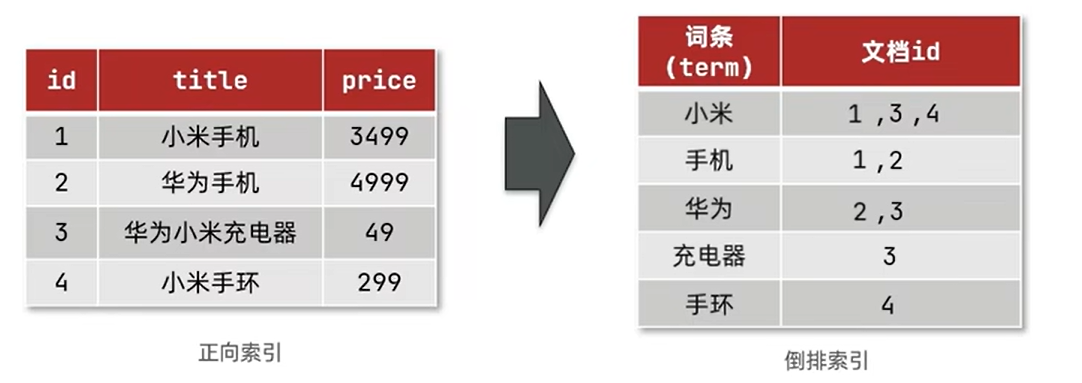 id title price
1 小米手机 3499
2 华为手机 4999
3 华为小米充电器 49
4 小米手环 299
正向索引
词条
(term) 文档id
小米 1 ,3 ,4
手机 1 ,2
华为 2 ,3
充电器 3
手环 4
倒排索引